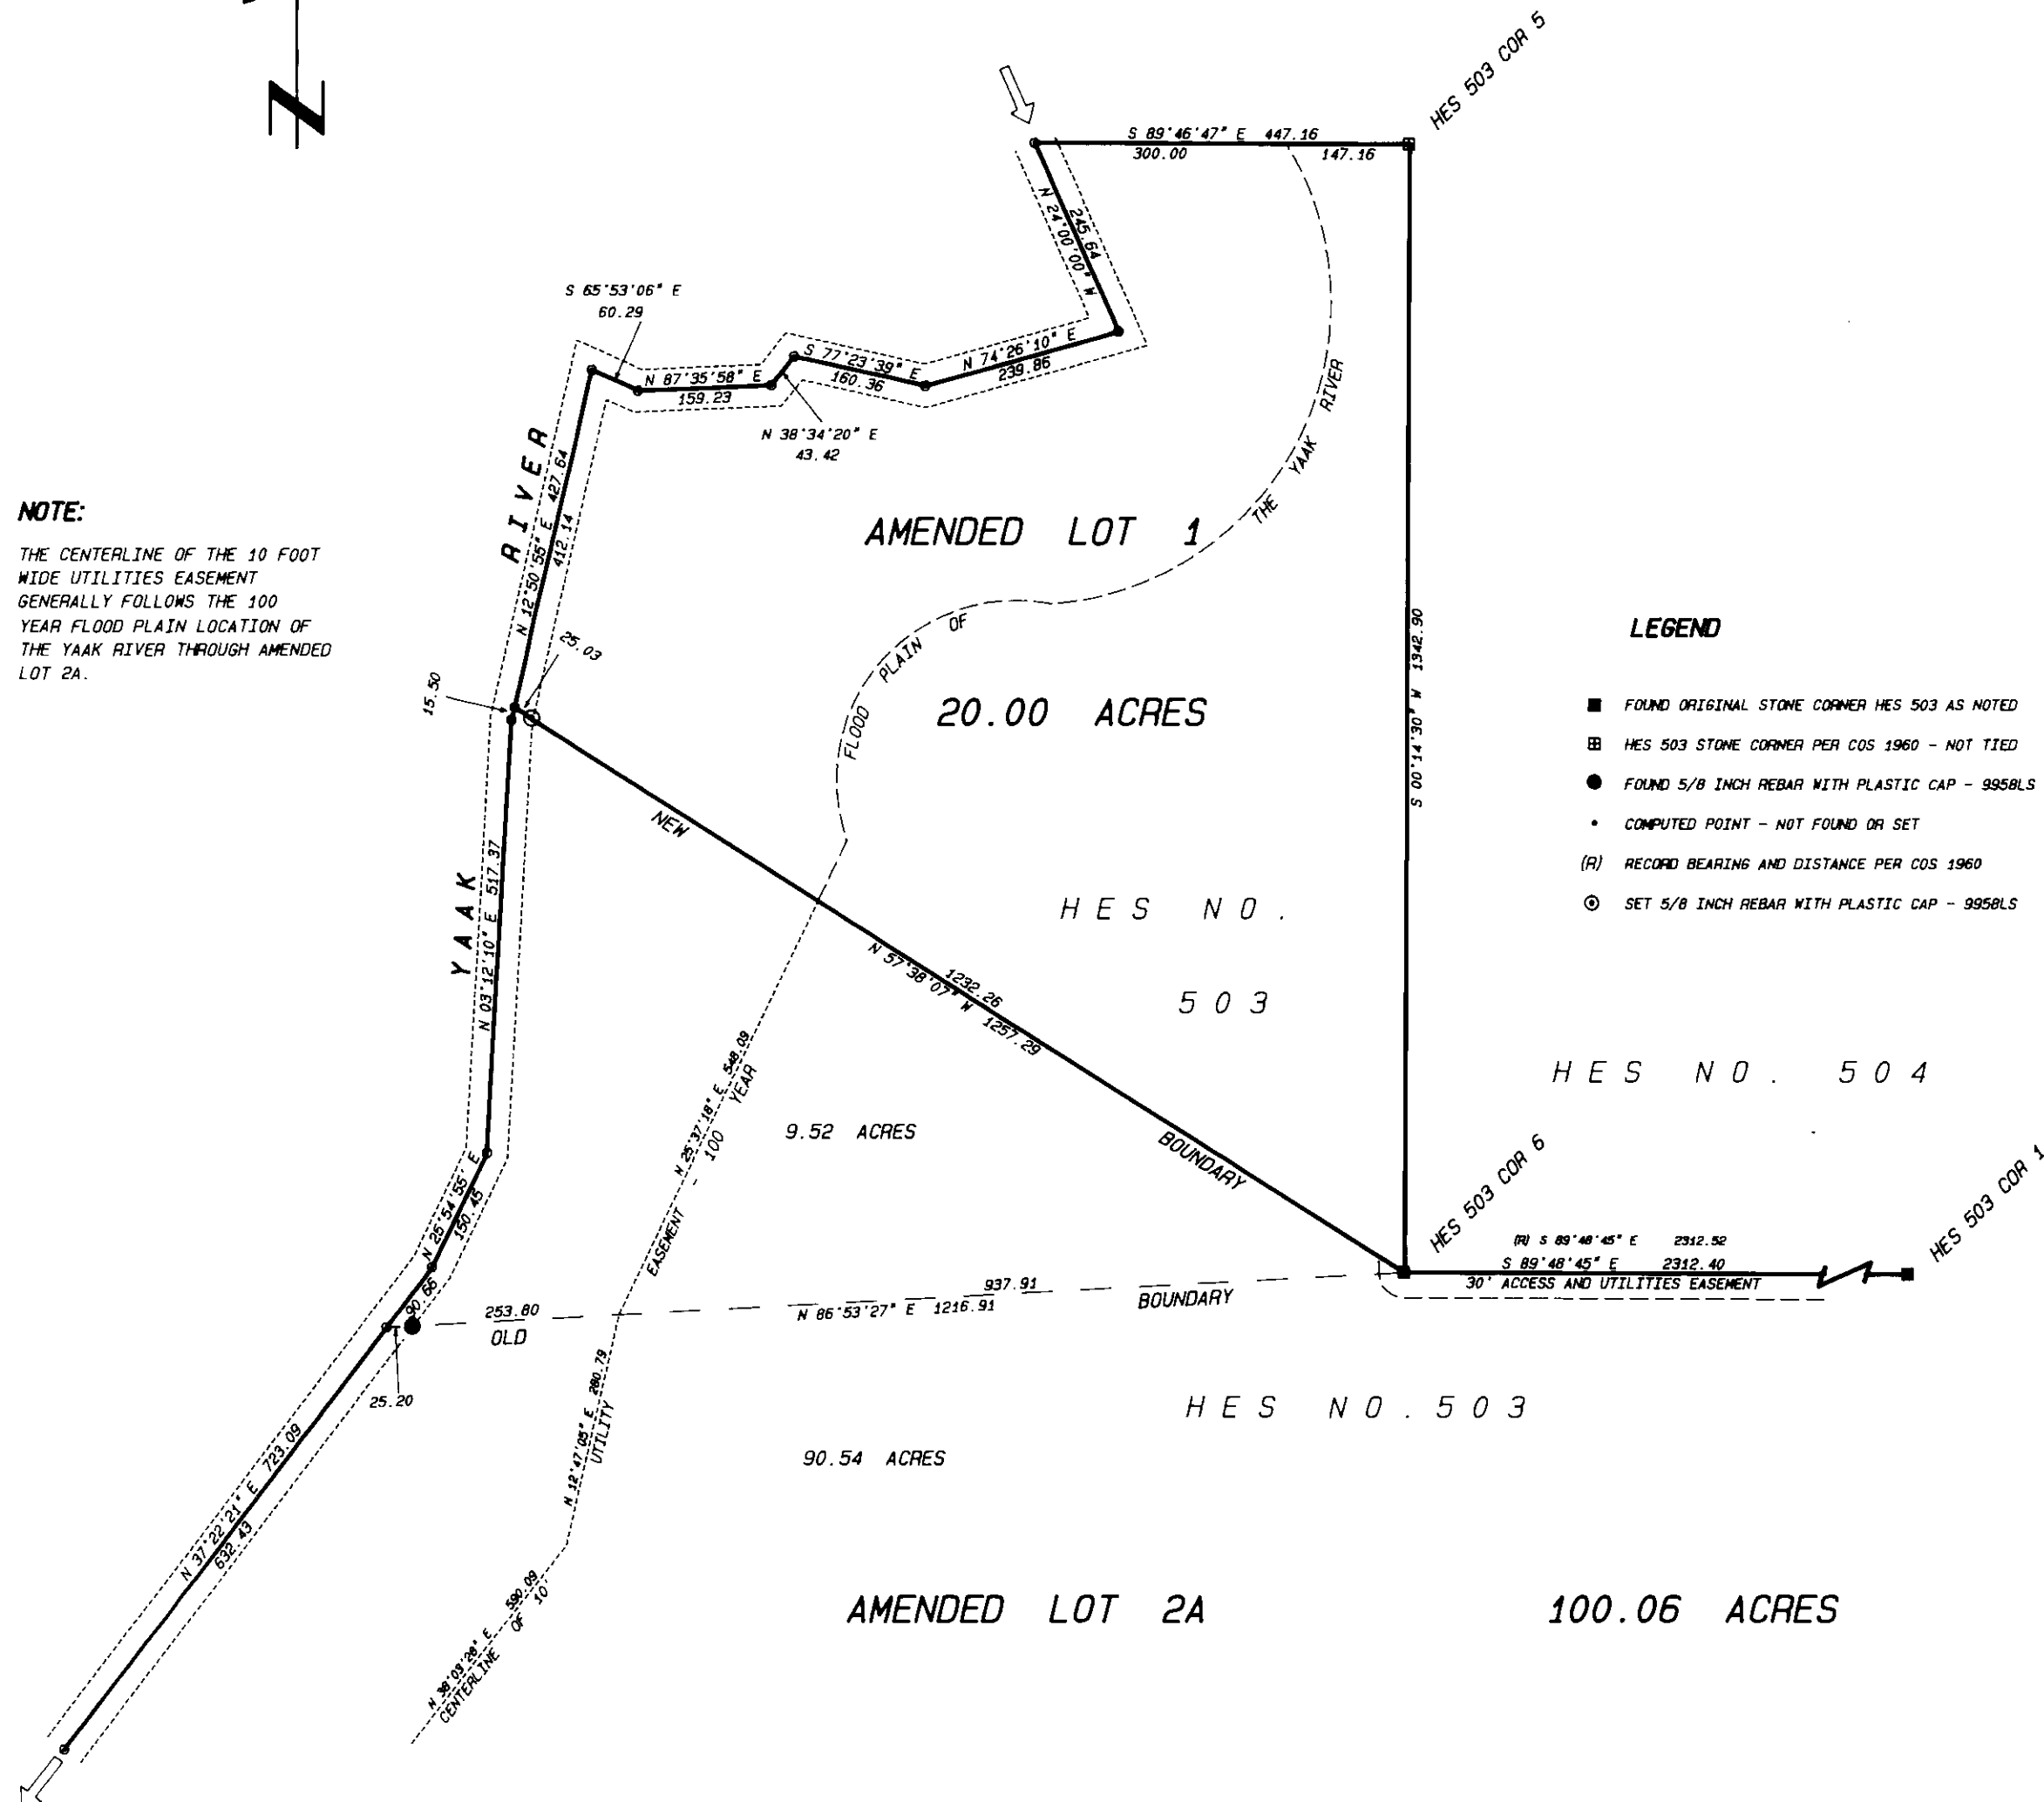 N
HES 503 COR 5
S 89°46'47" E 447.16
300.00
147.16
N 24°00'00" W
245.64
S 65°53'06" E
60.29
N 87°35'58" E
159.23
S 77°23'39" E
160.36
N 74°26'10" E
239.86
N 38°34'20" E
43.42
YAAK RIVER
N 12°50'55" E 427.64
412.14
25.03
15.50
NOTE:
THE CENTERLINE OF THE 10 FOOT
WIDE UTILITIES EASEMENT
GENERALLY FOLLOWS THE 100
YEAR FLOOD PLAIN LOCATION OF
THE YAAK RIVER THROUGH AMENDED
LOT 2A.
AMENDED LOT 1
20.00 ACRES
FLOOD PLAIN OF THE YAAK RIVER
S 00°14'30" W 1342.90
LEGEND
FOUND ORIGINAL STONE CORNER HES 503 AS NOTED
HES 503 STONE CORNER PER COS 1960 - NOT TIED
FOUND 5/8 INCH REBAR WITH PLASTIC CAP - 9958LS
COMPUTED POINT - NOT FOUND OR SET
(R) RECORD BEARING AND DISTANCE PER COS 1960
SET 5/8 INCH REBAR WITH PLASTIC CAP - 9958LS
NEW BOUNDARY
N 03°12'10" E 517.37
HES NO.
503
1232.26
N 57°38'07" W 1257.29
HES NO. 504
N 25°37'18" E 548.09
100 YEAR
9.52 ACRES
N 25°54'55" E
150.45
90.66
HES 503 COR 6
HES 503 COR 1
(R) S 89°48'45" E 2312.52
S 89°48'45" E 2312.40
30' ACCESS AND UTILITIES EASEMENT
253.80
937.91
OLD BOUNDARY
N 86°53'27" E 1216.91
25.20
N 12°47'05" E 280.79
CENTERLINE OF 10' UTILITY EASEMENT
HES NO. 503
90.54 ACRES
N 37°22'21" E 723.09
632.43
N 38°03'28" E 590.09
AMENDED LOT 2A
100.06 ACRES